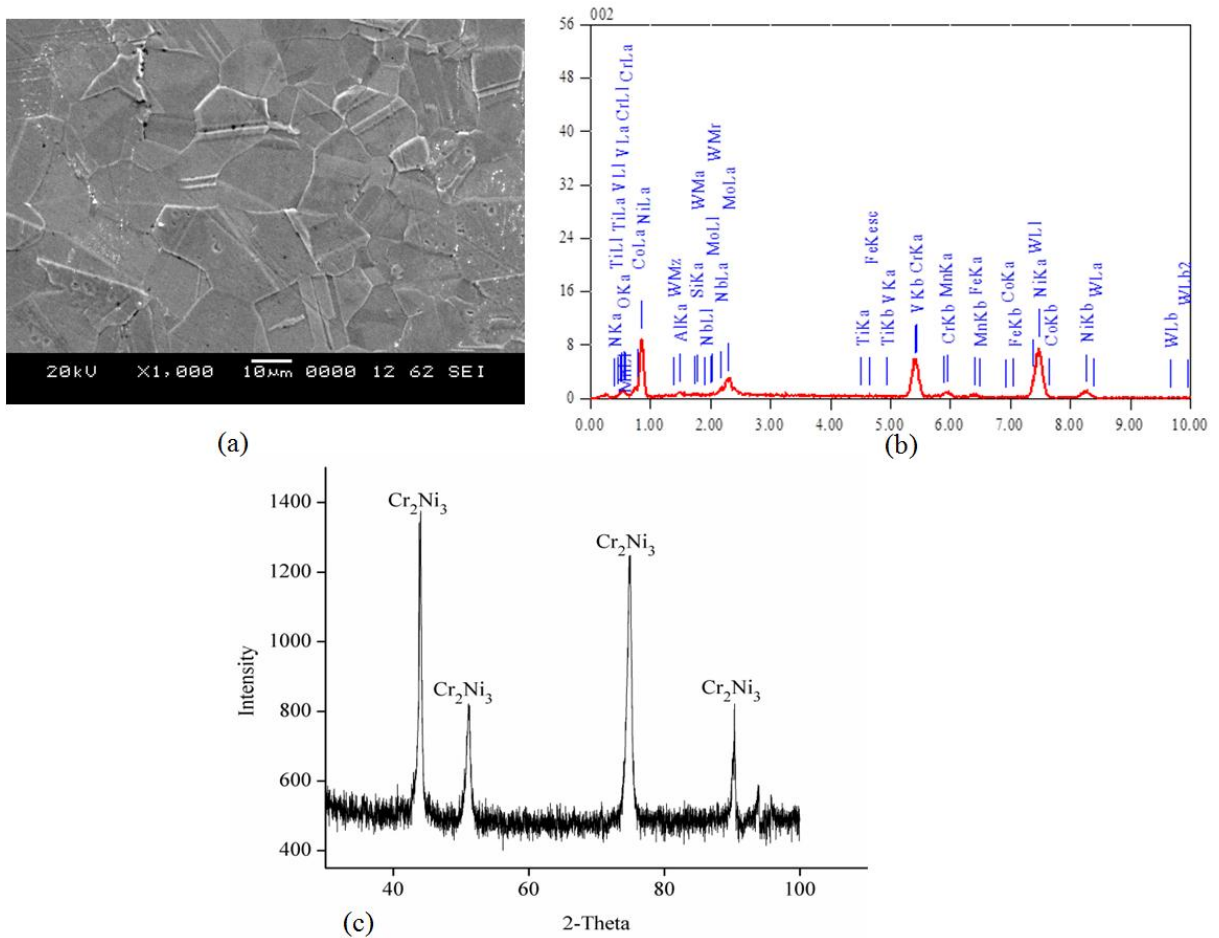 20kV X1,000 10μm 0000 12 62 SEI
(a)
002
56
48
40
32
24
16
8
0
NKa
OKa
TiLl
TiLa
VLl
VLa
CrLl
CrLa
CoLa
NiLa
AlKa
WMz
SiKa
WMa
NbLl
MoLl
WMr
NbLa
MoLa
TiKa
FeKesc
TiKb
VKa
VKb
CrKa
CrKb
MnKa
MnKb
FeKa
FeKb
CoKa
NiKa
WLl
CoKb
NiKb
WLa
WLb
WLb2
0.00 1.00 2.00 3.00 4.00 5.00 6.00 7.00 8.00 9.00 10.00
(b)
1400
1200
1000
800
600
400
Intensity
Cr2Ni3
Cr2Ni3
Cr2Ni3
Cr2Ni3
40 60 80 100
2-Theta
(c)